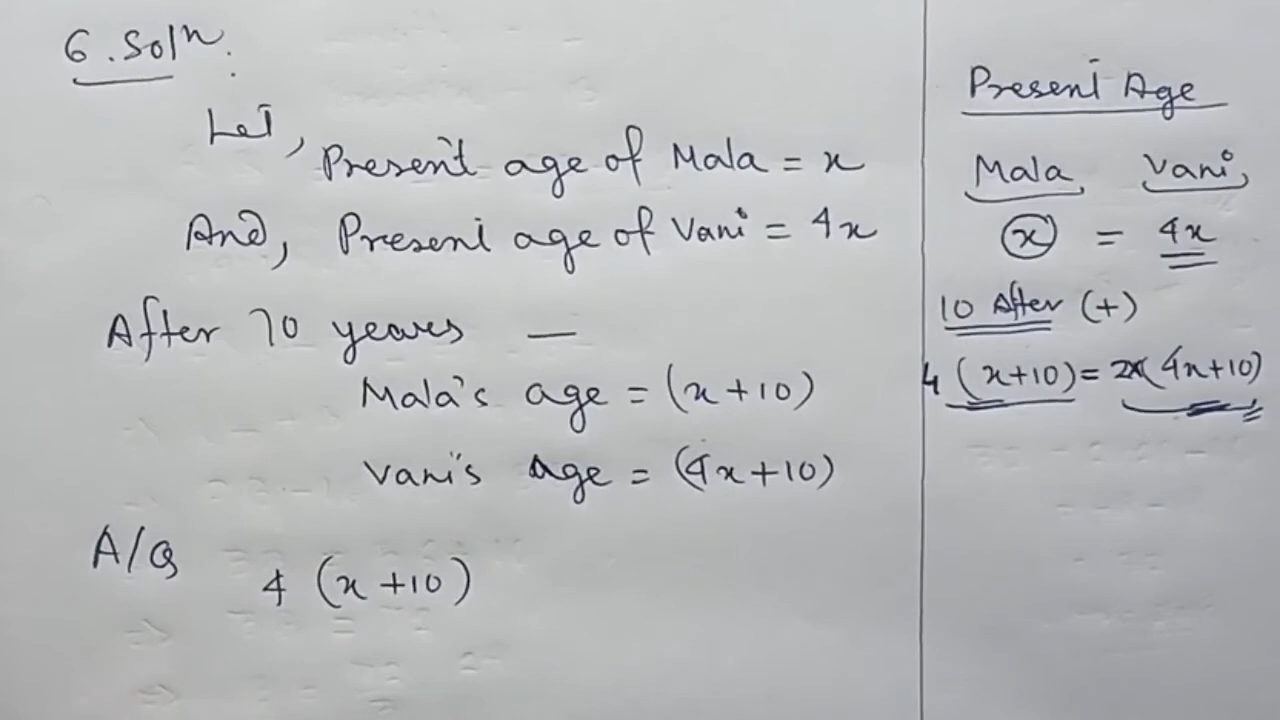 6. Solⁿ.
Let,
Present age of Mala = x
And, Present age of Vani = 4x
After 10 years —
Mala's age = (x+10)
Vani's age = (4x+10)
A/Q
4 (x+10)
Present Age
Mala Vani
x = 4x
10 After (+)
4 (x+10) = 2 (4x+10)